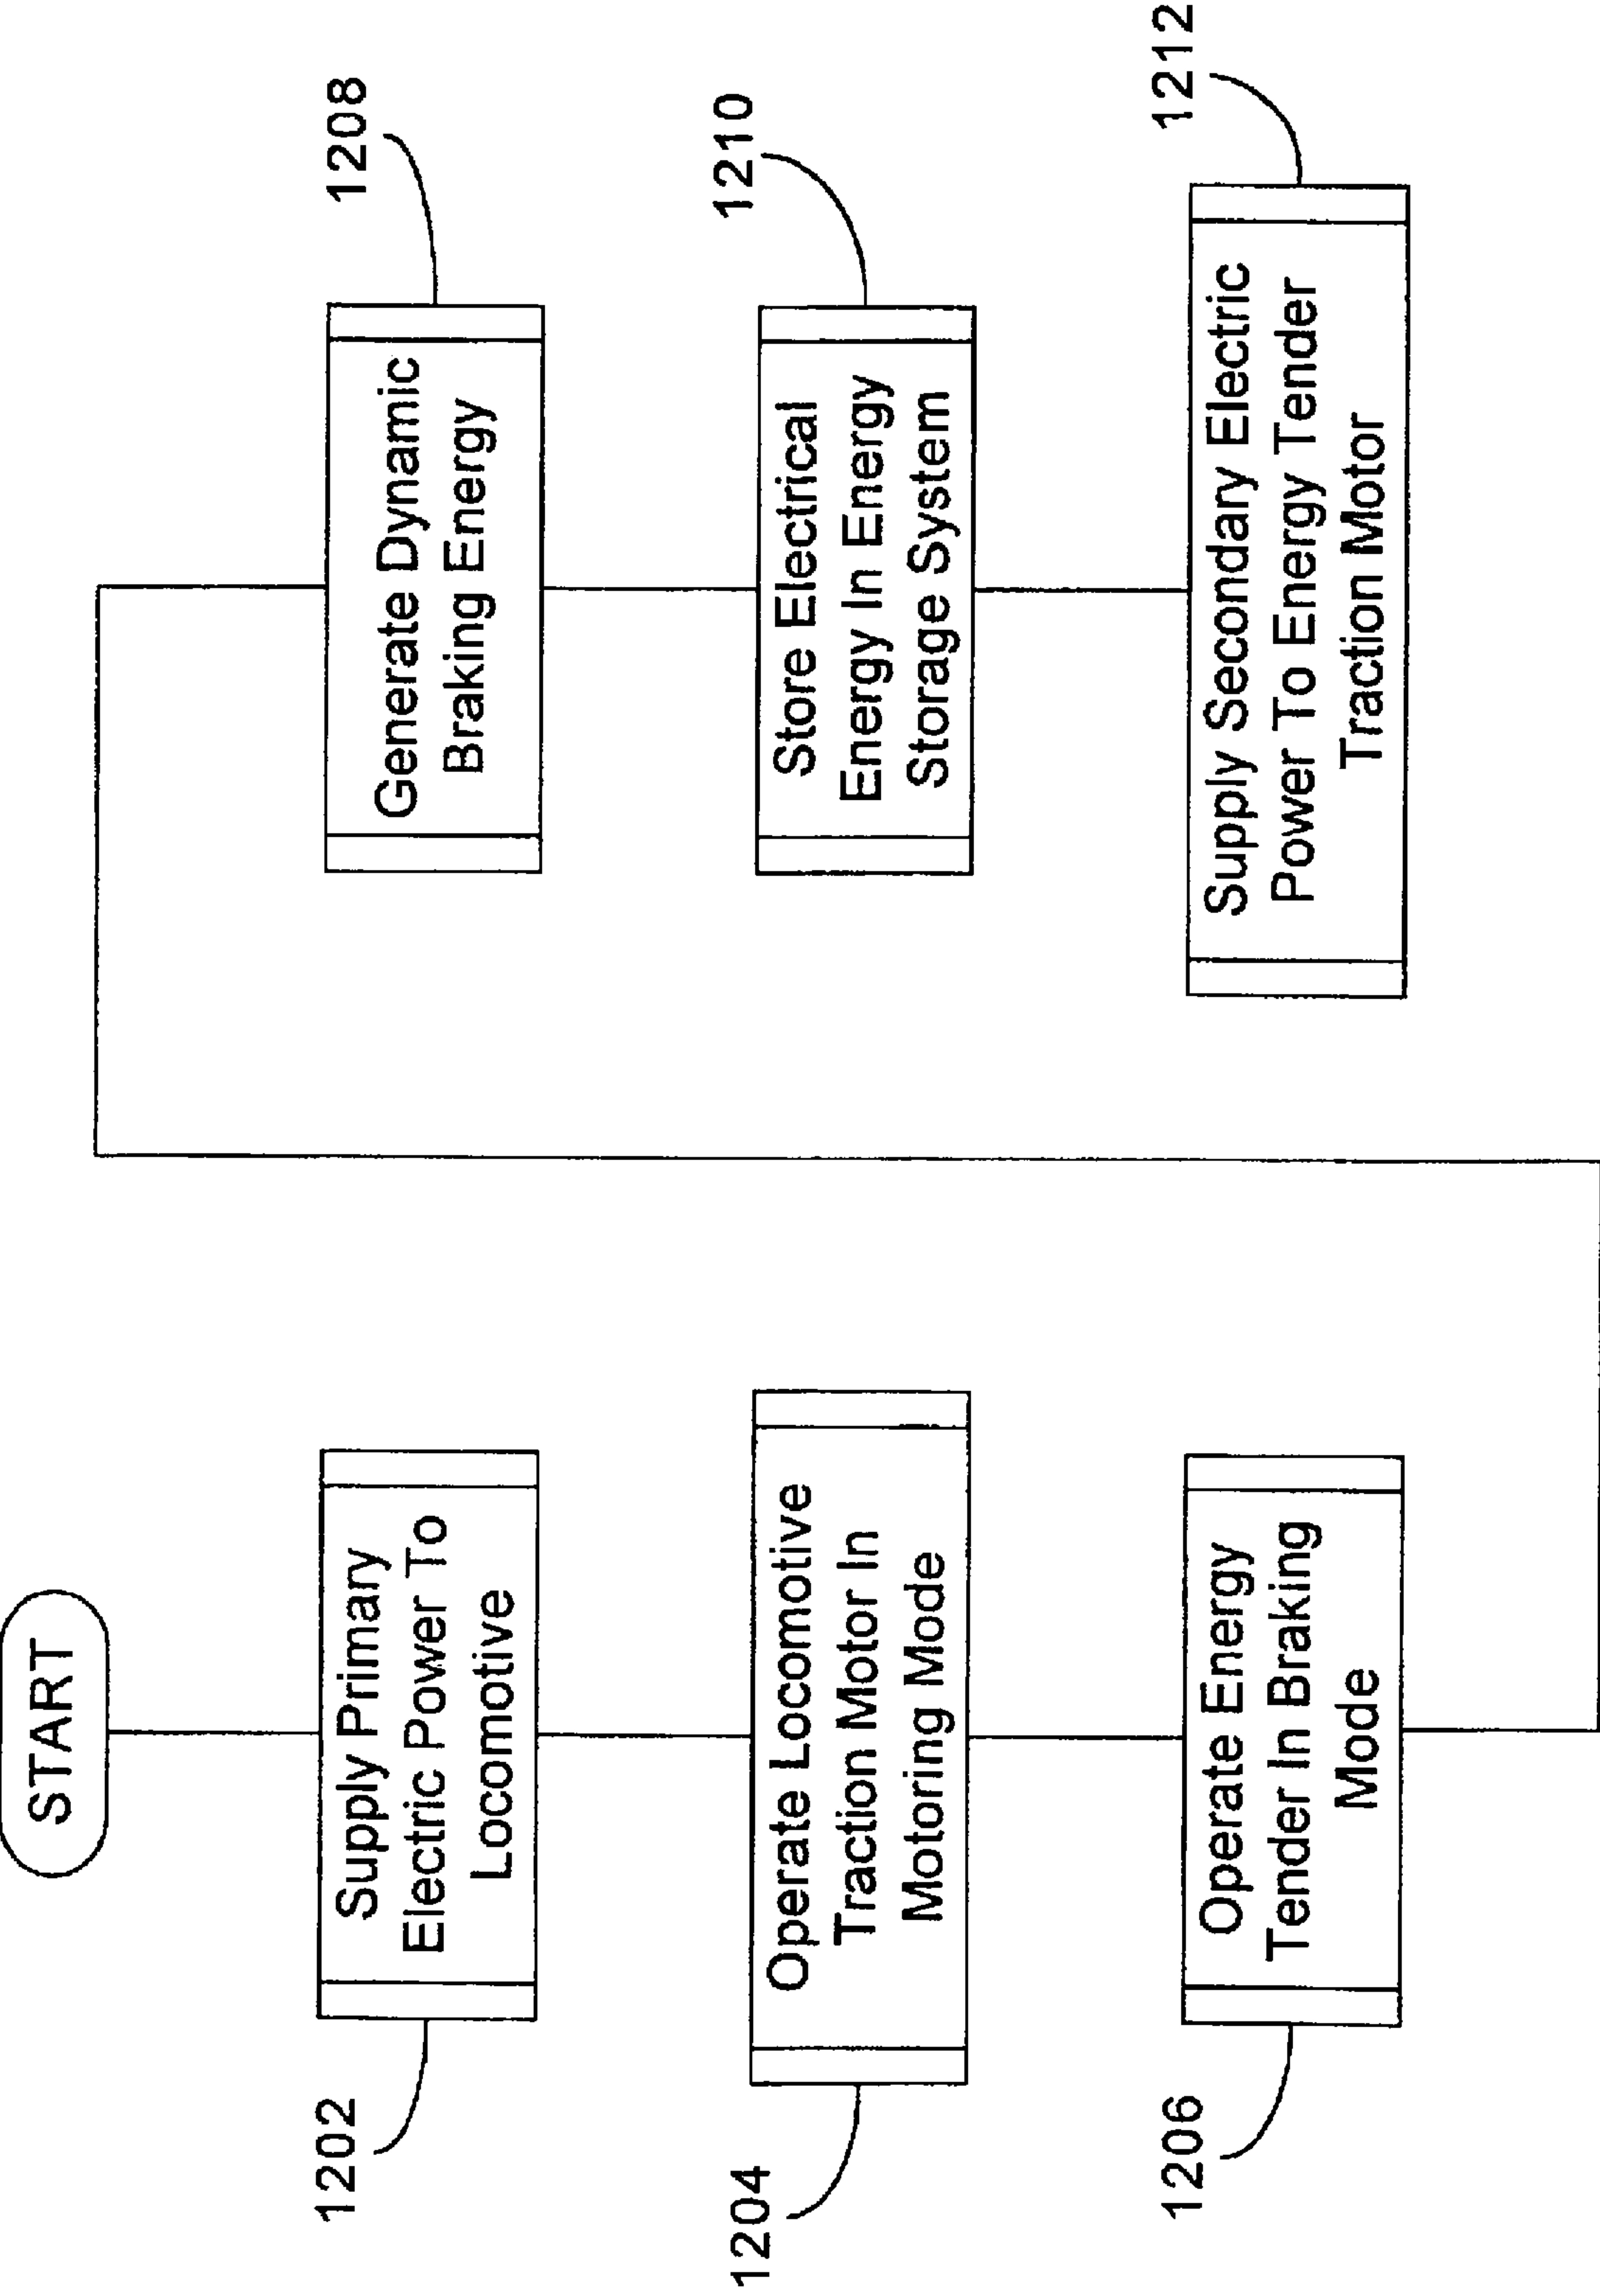 START
1202
Supply Primary
Electric Power To
Locomotive
1204
Operate Locomotive
Traction Motor In
Motoring Mode
1206
Operate Energy
Tender In Braking
Mode
1208
Generate Dynamic
Braking Energy
1210
Store Electrical
Energy In Energy
Storage System
1212
Supply Secondary Electric
Power To Energy Tender
Traction Motor